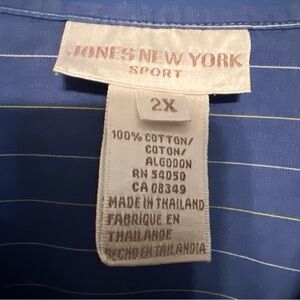 JONES NEW YORK
SPORT
2X
100% COTTON/
COTON/
ALGODON
RN 54050
CA 08349
MADE IN THAILAND
FABRIQUE EN
THAILANDE
HECHO EN TAILANDIA